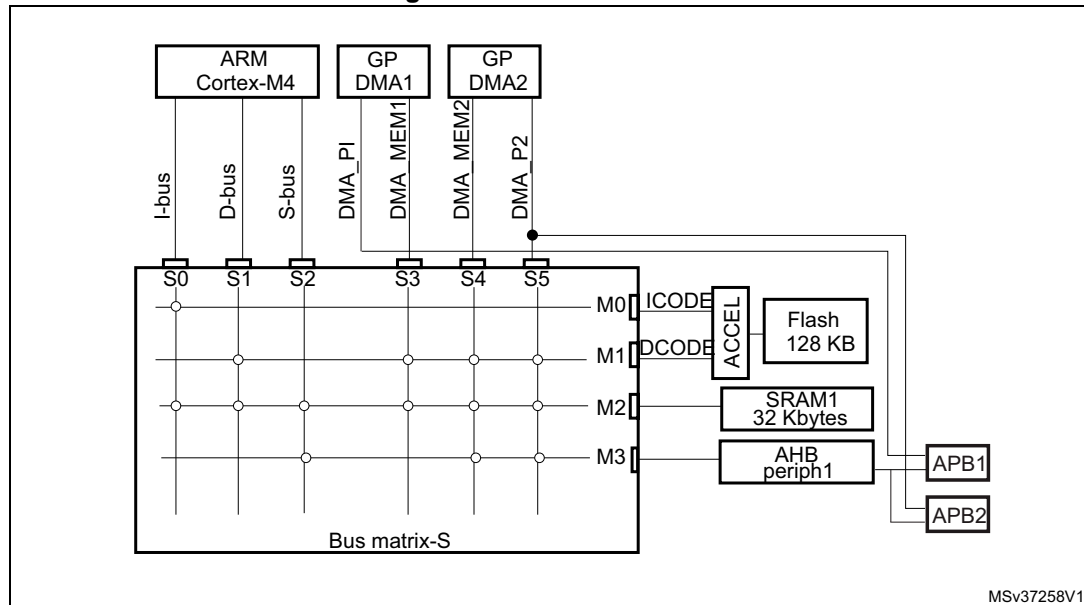 ARM
Cortex-M4
GP
DMA1
GP
DMA2
I-bus
D-bus
S-bus
DMA_PI
DMA_MEM1
DMA_MEM2
DMA_P2
S0 S1 S2 S3 S4 S5
M0 ICODE
M1 DCODE
ACCEL
Flash
128 KB
M2
SRAM1
32 Kbytes
M3
AHB
periph1
APB1
APB2
Bus matrix-S
MSv37258V1